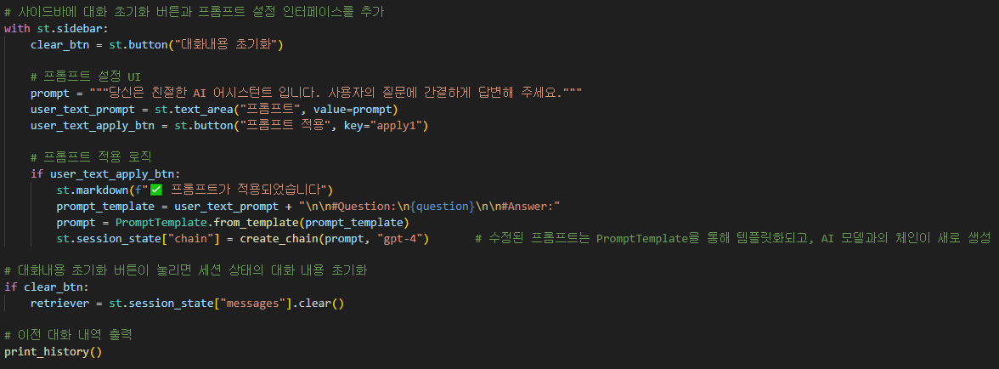 # 사이드바에 대화 초기화 버튼과 프롬프트 설정 인터페이스를 추가
with st.sidebar:
    clear_btn = st.button("대화내용 초기화")

    # 프롬프트 설정 UI
    prompt = """당신은 친절한 AI 어시스턴트 입니다. 사용자의 질문에 간결하게 답변해 주세요."""
    user_text_prompt = st.text_area("프롬프트", value=prompt)
    user_text_apply_btn = st.button("프롬프트 적용", key="apply1")

    # 프롬프트 적용 로직
    if user_text_apply_btn:
        st.markdown(f"✅ 프롬프트가 적용되었습니다")
        prompt_template = user_text_prompt + "\n\n#Question:\n{question}\n\n#Answer:"
        prompt = PromptTemplate.from_template(prompt_template)
        st.session_state["chain"] = create_chain(prompt, "gpt-4")       # 수정된 프롬프트는 PromptTemplate을 통해 템플릿화되고, AI 모델과의 체인이 새로 생성

# 대화내용 초기화 버튼이 눌리면 세션 상태의 대화 내용 초기화
if clear_btn:
    retriever = st.session_state["messages"].clear()

# 이전 대화 내역 출력
print_history()